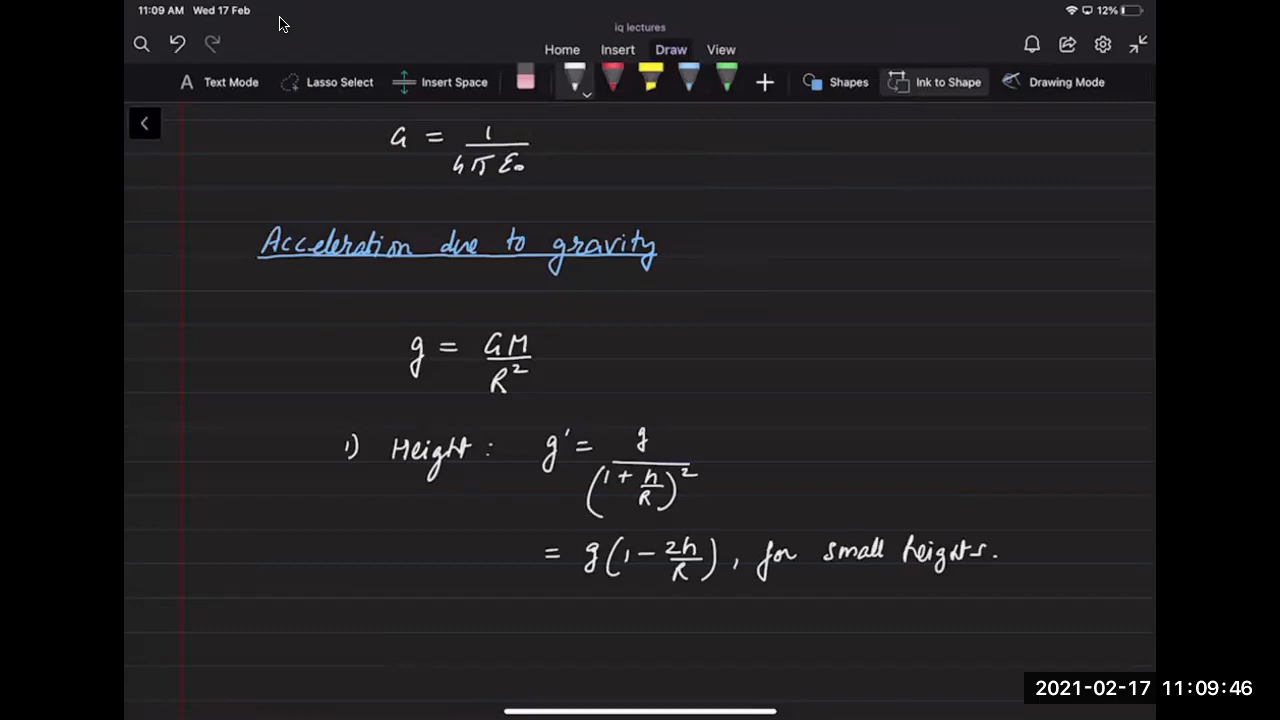 11:09 AM Wed 17 Feb
12%
iq lectures
Home Insert Draw View
Text Mode Lasso Select Insert Space Shapes Ink to Shape Drawing Mode
G = 1/(4πε₀)
Acceleration due to gravity
g = GM/R²
1) Height: g' = g/(1 + h/R)²
= g(1 - 2h/R), for small heights.
2021-02-17 11:09:46